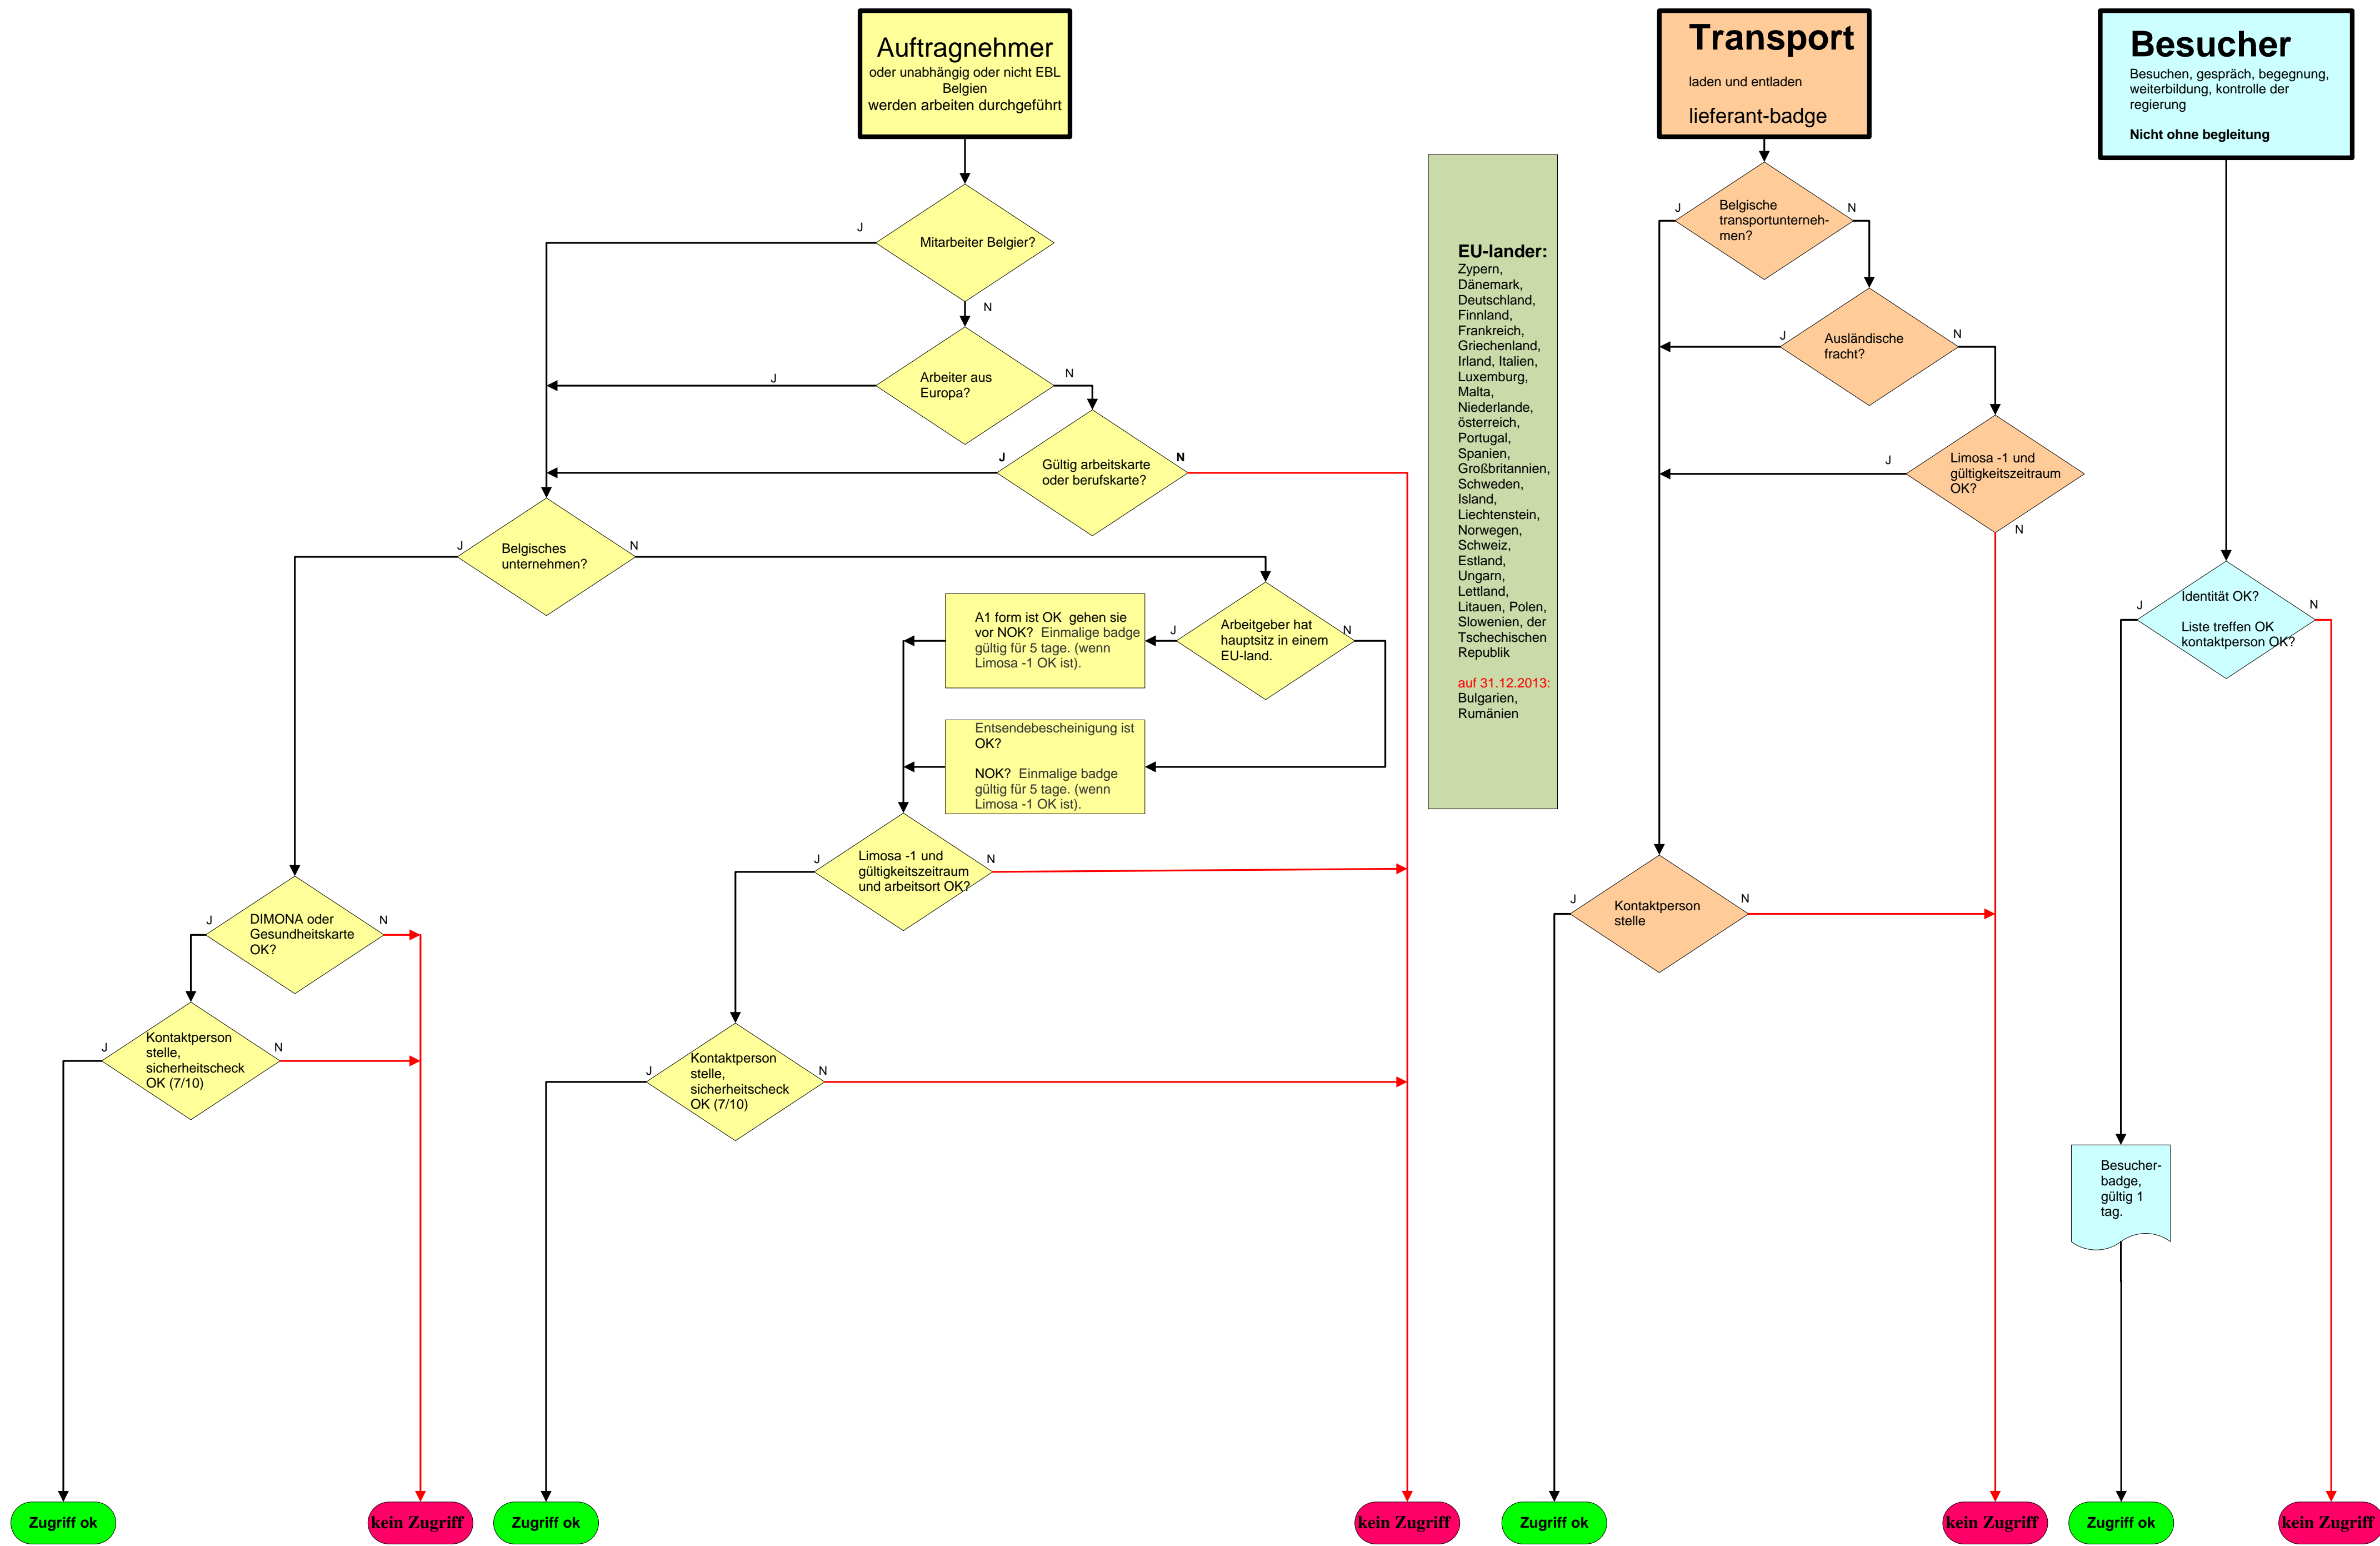 Auftragnehmer
oder unabhängig oder nicht EBL
Belgien
werden arbeiten durchgeführt
J
Mitarbeiter Belgier?
N
J
Arbeiter aus
Europa?
N
J
Gültig arbeitskarte
oder berufskarte?
N
J
Belgisches
unternehmen?
N
J
Arbeitgeber hat
hauptsitz in einem
EU-land.
N
A1 form ist OK  gehen sie
vor NOK?  Einmalige badge
gültig für 5 tage. (wenn
Limosa -1 OK ist).
Entsendebescheinigung ist
OK?
NOK?  Einmalige badge
gültig für 5 tage. (wenn
Limosa -1 OK ist).
J
Limosa -1 und
gültigkeitszeitraum
und arbeitsort OK?
N
J
DIMONA oder
Gesundheitskarte
OK?
N
J
Kontaktperson
stelle,
sicherheitscheck
OK (7/10)
N
J
Kontaktperson
stelle,
sicherheitscheck
OK (7/10)
N
Zugriff ok
kein Zugriff
Zugriff ok
kein Zugriff
EU-lander:
Zypern,
Dänemark,
Deutschland,
Finnland,
Frankreich,
Griechenland,
Irland, Italien,
Luxemburg,
Malta,
Niederlande,
österreich,
Portugal,
Spanien,
Großbritannien,
Schweden,
Island,
Liechtenstein,
Norwegen,
Schweiz,
Estland,
Ungarn,
Lettland,
Litauen, Polen,
Slowenien, der
Tschechischen
Republik
auf 31.12.2013:
Bulgarien,
Rumänien
Transport
laden und entladen
lieferant-badge
J
Belgische
transportunterneh-
men?
N
J
Ausländische
fracht?
N
J
Limosa -1 und
gültigkeitszeitraum
OK?
N
J
Kontaktperson
stelle
N
Zugriff ok
kein Zugriff
Besucher
Besuchen, gespräch, begegnung,
weiterbildung, kontrolle der
regierung
Nicht ohne begleitung
J
Identität OK?
Liste treffen OK
kontaktperson OK?
N
Besucher-
badge,
gültig 1
tag.
Zugriff ok
kein Zugriff